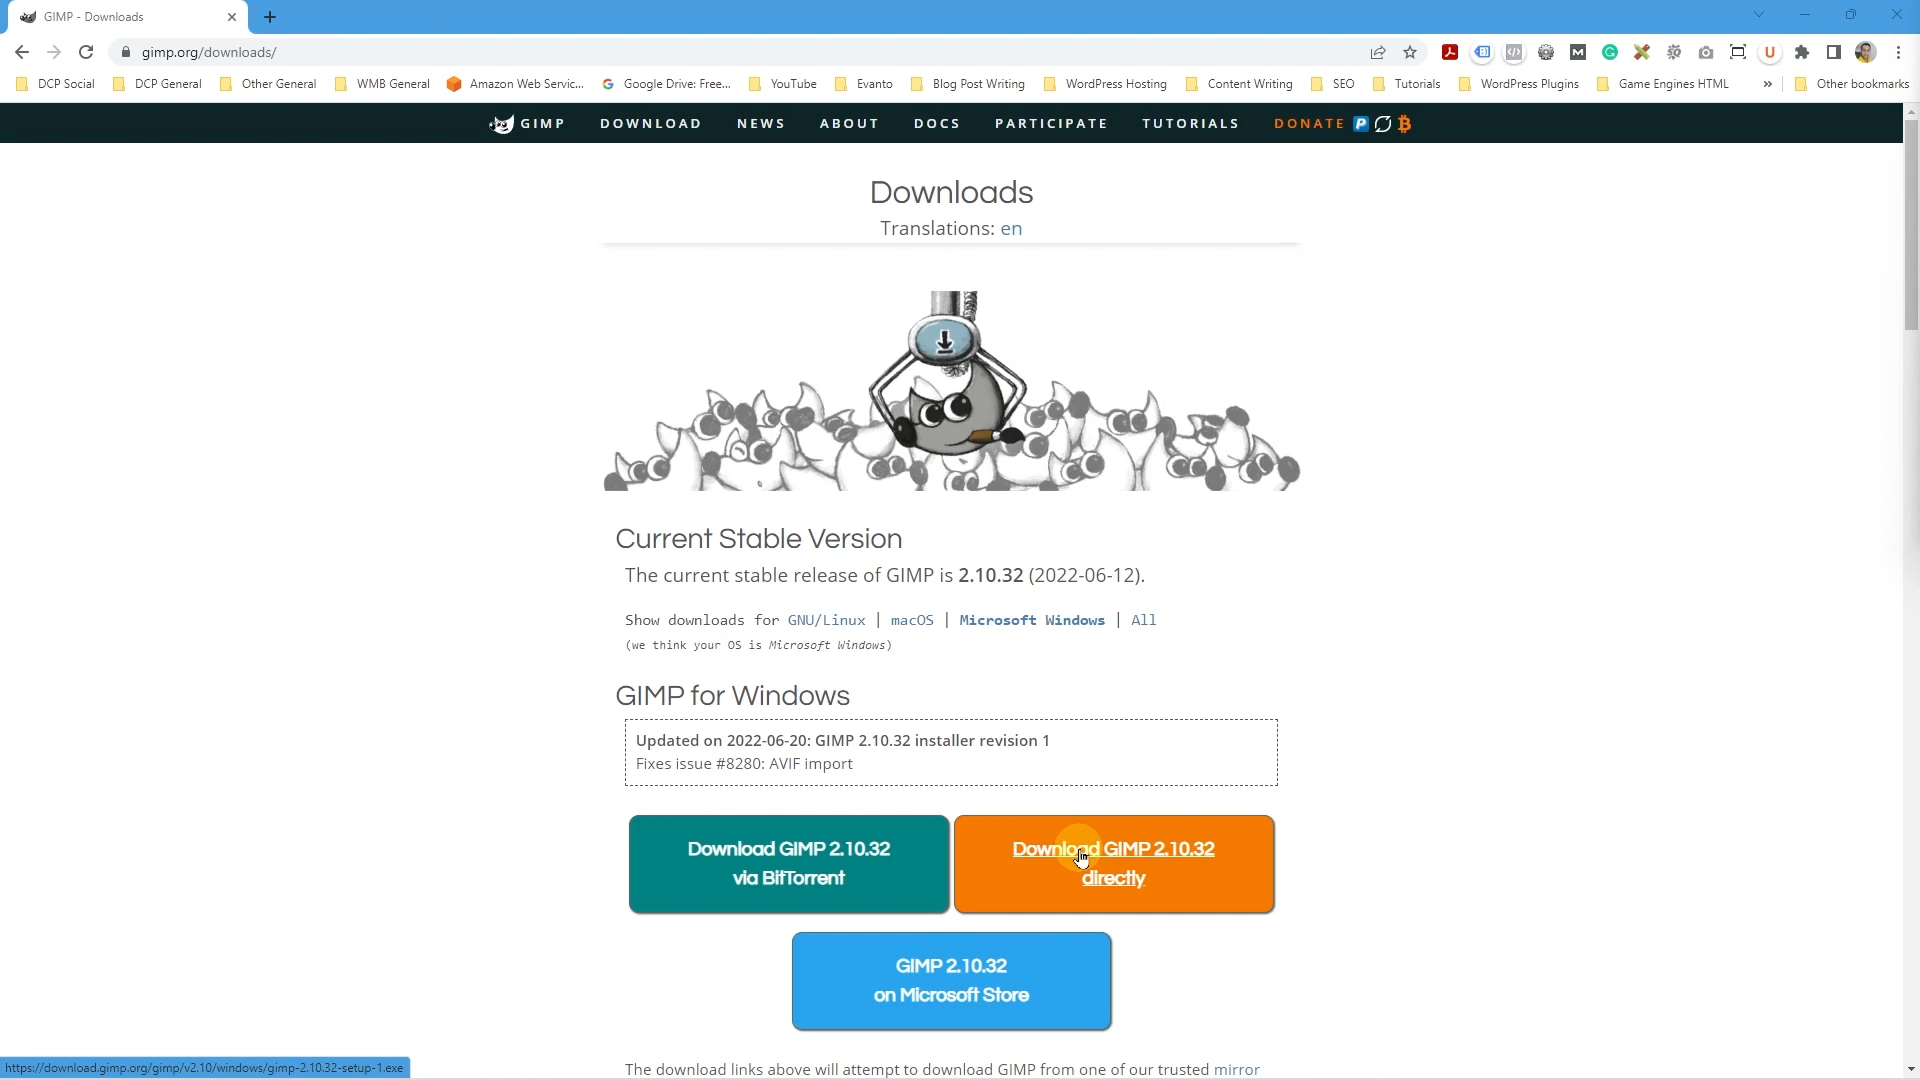 GIMP - Downloads
gimp.org/downloads/
DCP Social DCP General Other General WMB General Amazon Web Servic... Google Drive: Free... YouTube Evanto Blog Post Writing WordPress Hosting Content Writing SEO Tutorials WordPress Plugins Game Engines HTML » Other bookmarks
GIMP DOWNLOAD NEWS ABOUT DOCS PARTICIPATE TUTORIALS DONATE
Downloads
Translations: en
Current Stable Version
The current stable release of GIMP is 2.10.32 (2022-06-12).
Show downloads for GNU/Linux | macOS | Microsoft Windows | All
(we think your OS is Microsoft Windows)
GIMP for Windows
Updated on 2022-06-20: GIMP 2.10.32 installer revision 1
Fixes issue #8280: AVIF import
Download GIMP 2.10.32
via BitTorrent
Download GIMP 2.10.32
directly
GIMP 2.10.32
on Microsoft Store
The download links above will attempt to download GIMP from one of our trusted mirror
https://download.gimp.org/gimp/v2.10/windows/gimp-2.10.32-setup-1.exe